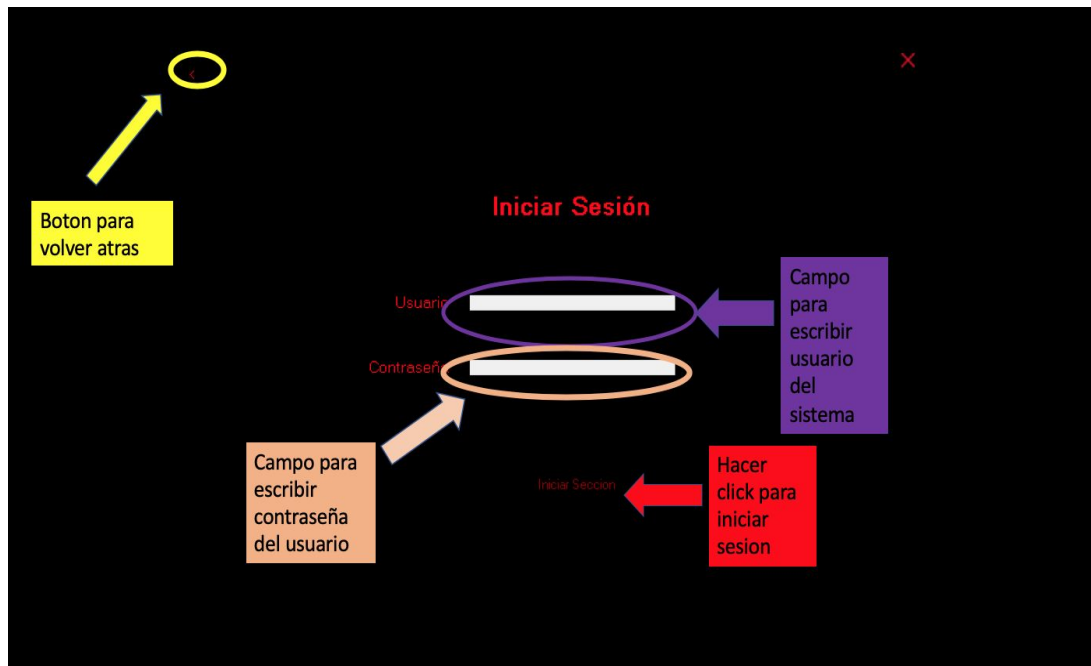 <
X
Boton para
volver atras
Iniciar Sesión
Usuario
Campo
para
escribir
usuario
del
sistema
Contraseña
Campo para
escribir
contraseña
del usuario
Iniciar Seccion
Hacer
click para
iniciar
sesion